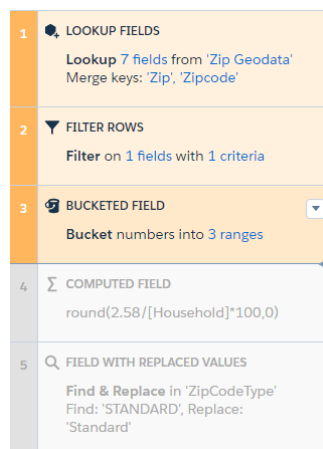 1 LOOKUP FIELDS
Lookup 7 fields from 'Zip Geodata'
Merge keys: 'Zip', 'Zipcode'
2 FILTER ROWS
Filter on 1 fields with 1 criteria
3 BUCKETED FIELD
Bucket numbers into 3 ranges
4 COMPUTED FIELD
round(2.58/[Household]*100,0)
5 FIELD WITH REPLACED VALUES
Find & Replace in 'ZipCodeType'
Find: 'STANDARD', Replace:
'Standard'